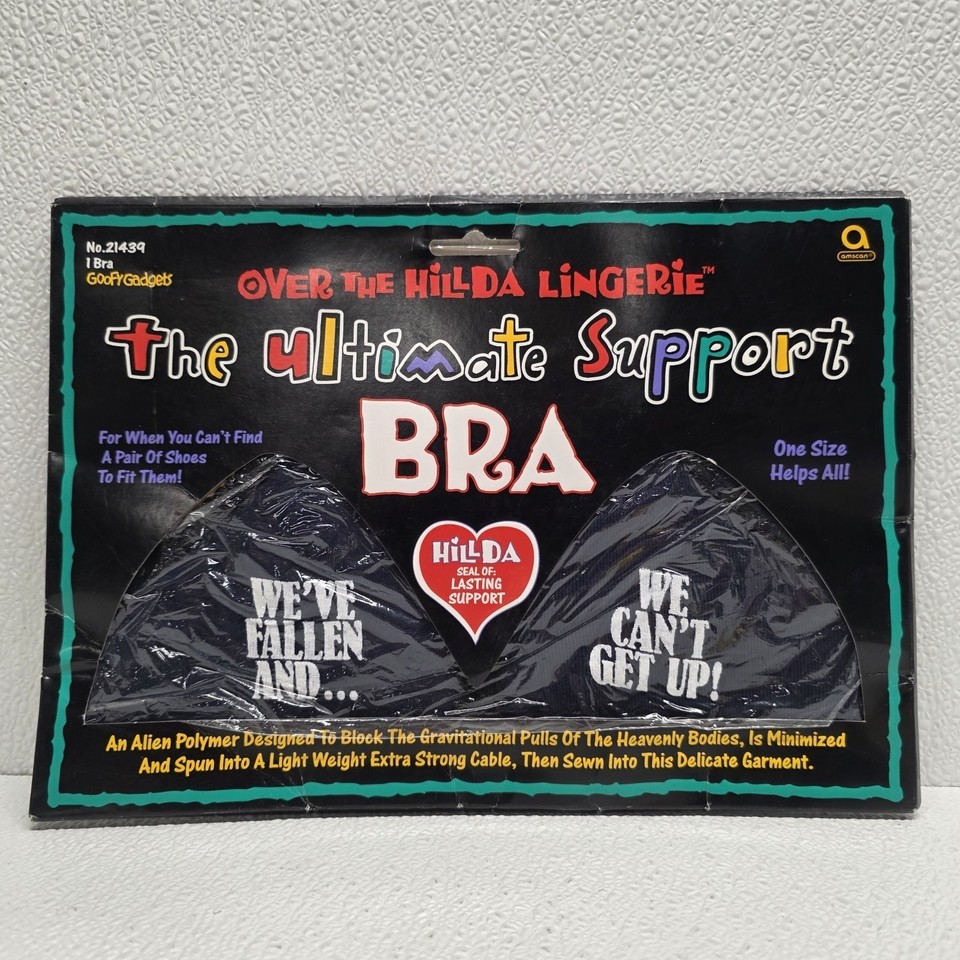 No.21439
1 Bra
GOOFY GADGETS
a
amscan®
OVER THE HILLDA LINGERIE™
The Ultimate Support
BRA
For When You Can't Find
A Pair Of Shoes
To Fit Them!
One Size
Helps All!
HILLDA
SEAL OF:
LASTING
SUPPORT
WE'VE
FALLEN
AND...
WE
CAN'T
GET UP!
An Alien Polymer Designed To Block The Gravitational Pulls Of The Heavenly Bodies, Is Minimized
And Spun Into A Light Weight Extra Strong Cable, Then Sewn Into This Delicate Garment.